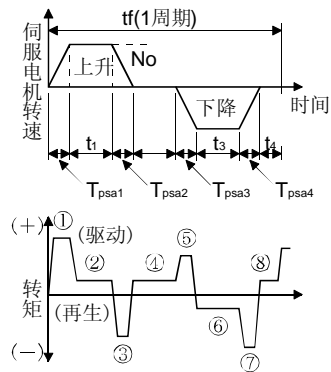 tf(1周期)
伺服电机转速
上升
No
下降
时间
t1
t3
t4
Tpsa1
Tpsa2
Tpsa3
Tpsa4
(+)
①
(驱动)
②
④
⑤
⑧
转矩
(再生)
⑥
(−)
③
⑦